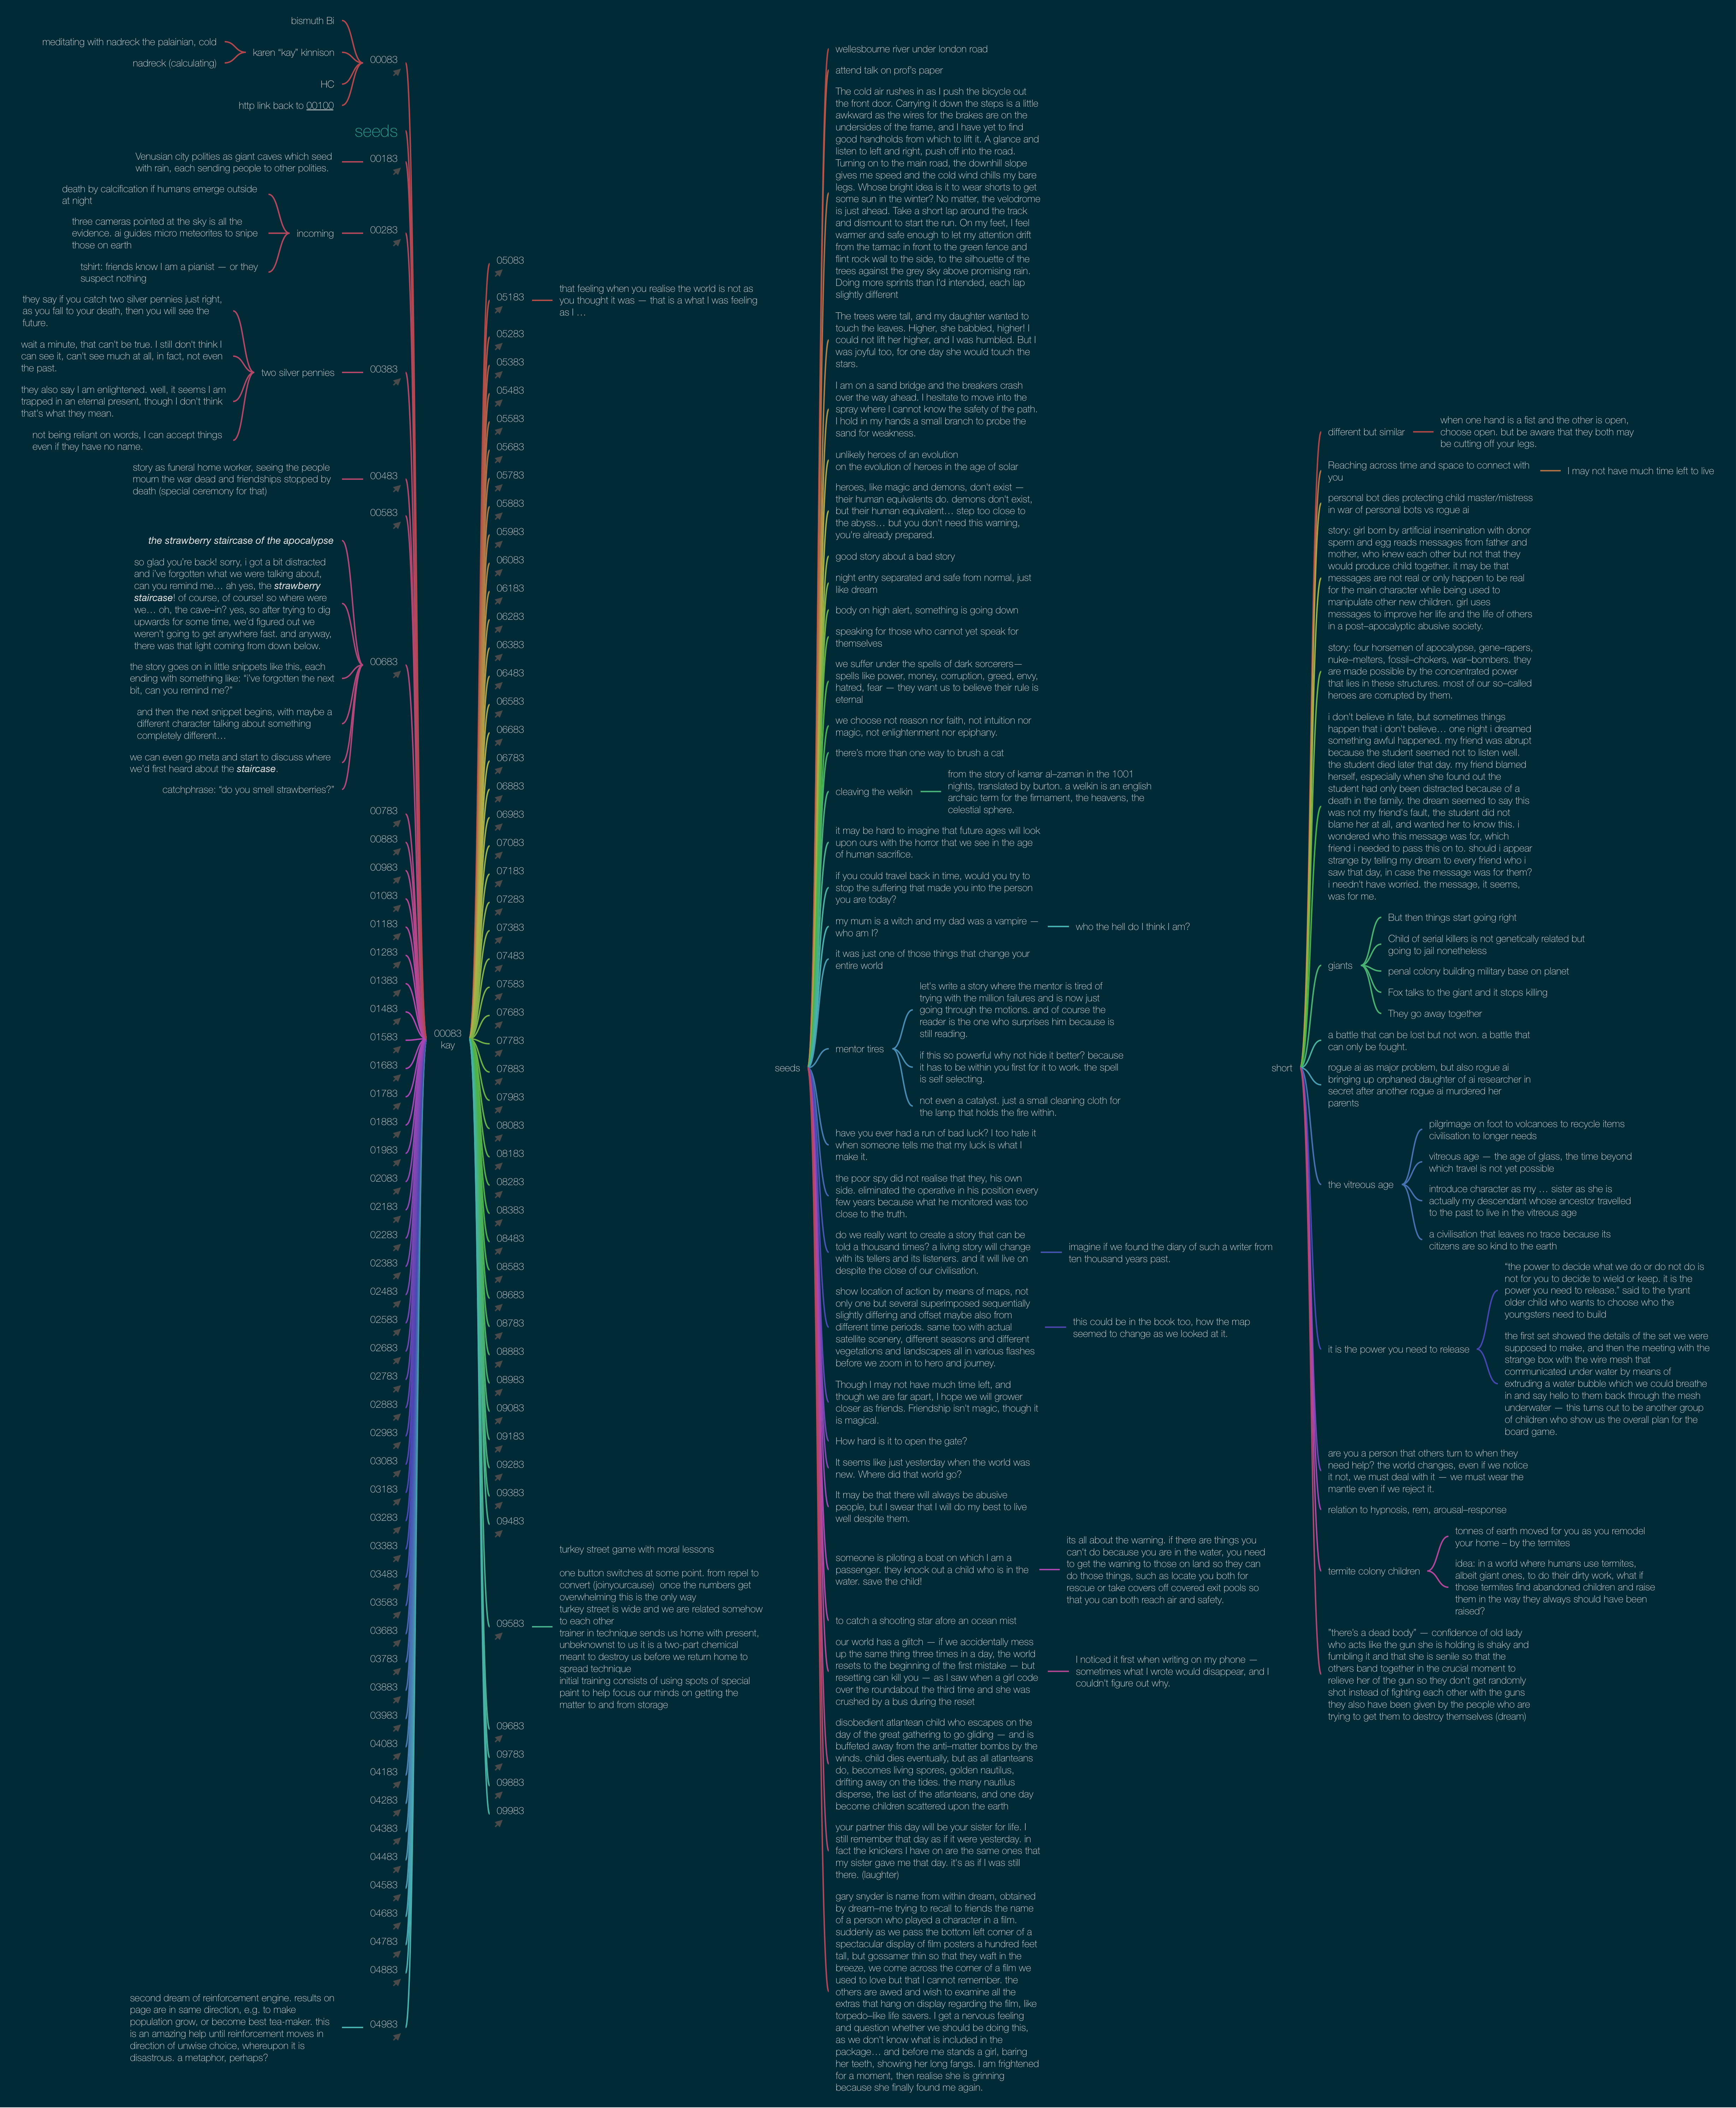 bismuth Bi
meditating with nadreck the palainian, cold
nadreck (calculating)
karen “kay” kinnison
HC
http link back to 00100
00083
seeds
Venusian city polities as giant caves which seed
with rain, each sending people to other polities.
00183
death by calcification if humans emerge outside
at night
three cameras pointed at the sky is all the
evidence. ai guides micro meteorites to snipe
those on earth
tshirt: friends know I am a pianist — or they
suspect nothing
incoming
00283
they say if you catch two silver pennies just right,
as you fall to your death, then you will see the
future.
wait a minute, that can't be true. I still don't think I
can see it, can't see much at all, in fact, not even
the past.
they also say I am enlightened. well, it seems I am
trapped in an eternal present, though I don't think
that's what they mean.
not being reliant on words, I can accept things
even if they have no name.
two silver pennies
00383
story as funeral home worker, seeing the people
mourn the war dead and friendships stopped by
death (special ceremony for that)
00483
00583
the strawberry staircase of the apocalypse
so glad you're back! sorry, i got a bit distracted
and i've forgotten what we were talking about,
can you remind me… ah yes, the strawberry
staircase! of course, of course! so where were
we… oh, the cave–in? yes, so after trying to dig
upwards for some time, we'd figured out we
weren't going to get anywhere fast. and anyway,
there was that light coming from down below.
the story goes on in little snippets like this, each
ending with something like: “i've forgotten the next
bit, can you remind me?”
and then the next snippet begins, with maybe a
different character talking about something
completely different…
we can even go meta and start to discuss where
we'd first heard about the staircase.
catchphrase: “do you smell strawberries?”
00683
00783
00883
00983
01083
01183
01283
01383
01483
01583
01683
01783
01883
01983
02083
02183
02283
02383
02483
02583
02683
02783
02883
02983
03083
03183
03283
03383
03483
03583
03683
03783
03883
03983
04083
04183
04283
04383
04483
04583
04683
04783
04883
second dream of reinforcement engine. results on
page are in same direction, e.g. to make
population grow, or become best tea-maker. this
is an amazing help until reinforcement moves in
direction of unwise choice, whereupon it is
disastrous. a metaphor, perhaps?
04983
00083
kay
05083
05183
that feeling when you realise the world is not as
you thought it was — that is a what I was feeling
as I …
05283
05383
05483
05583
05683
05783
05883
05983
06083
06183
06283
06383
06483
06583
06683
06783
06883
06983
07083
07183
07283
07383
07483
07583
07683
07783
07883
07983
08083
08183
08283
08383
08483
08583
08683
08783
08883
08983
09083
09183
09283
09383
09483
09583
turkey street game with moral lessons
one button switches at some point. from repel to
convert (joinyourcause)  once the numbers get
overwhelming this is the only way
turkey street is wide and we are related somehow
to each other
trainer in technique sends us home with present,
unbeknownst to us it is a two-part chemical
meant to destroy us before we return home to
spread technique
initial training consists of using spots of special
paint to help focus our minds on getting the
matter to and from storage
09683
09783
09883
09983
seeds
wellesbourne river under london road
attend talk on prof's paper
The cold air rushes in as I push the bicycle out
the front door. Carrying it down the steps is a little
awkward as the wires for the brakes are on the
undersides of the frame, and I have yet to find
good handholds from which to lift it. A glance and
listen to left and right, push off into the road.
Turning on to the main road, the downhill slope
gives me speed and the cold wind chills my bare
legs. Whose bright idea is it to wear shorts to get
some sun in the winter? No matter, the velodrome
is just ahead. Take a short lap around the track
and dismount to start the run. On my feet, I feel
warmer and safe enough to let my attention drift
from the tarmac in front to the green fence and
flint rock wall to the side, to the silhouette of the
trees against the grey sky above promising rain.
Doing more sprints than I'd intended, each lap
slightly different
The trees were tall, and my daughter wanted to
touch the leaves. Higher, she babbled, higher! I
could not lift her higher, and I was humbled. But I
was joyful too, for one day she would touch the
stars.
I am on a sand bridge and the breakers crash
over the way ahead. I hesitate to move into the
spray where I cannot know the safety of the path.
I hold in my hands a small branch to probe the
sand for weakness.
unlikely heroes of an evolution
on the evolution of heroes in the age of solar
heroes, like magic and demons, don't exist —
their human equivalents do. demons don't exist,
but their human equivalent… step too close to
the abyss… but you don't need this warning,
you're already prepared.
good story about a bad story
night entry separated and safe from normal, just
like dream
body on high alert, something is going down
speaking for those who cannot yet speak for
themselves
we suffer under the spells of dark sorcerers—
spells like power, money, corruption, greed, envy,
hatred, fear — they want us to believe their rule is
eternal
we choose not reason nor faith, not intuition nor
magic, not enlightenment nor epiphany.
there's more than one way to brush a cat
cleaving the welkin
from the story of kamar al–zaman in the 1001
nights, translated by burton. a welkin is an english
archaic term for the firmament, the heavens, the
celestial sphere.
it may be hard to imagine that future ages will look
upon ours with the horror that we see in the age
of human sacrifice.
if you could travel back in time, would you try to
stop the suffering that made you into the person
you are today?
my mum is a witch and my dad was a vampire —
who am I?
who the hell do I think I am?
it was just one of those things that change your
entire world
mentor tires
let's write a story where the mentor is tired of
trying with the million failures and is now just
going through the motions. and of course the
reader is the one who surprises him because is
still reading.
if this so powerful why not hide it better? because
it has to be within you first for it to work. the spell
is self selecting.
not even a catalyst. just a small cleaning cloth for
the lamp that holds the fire within.
have you ever had a run of bad luck? I too hate it
when someone tells me that my luck is what I
make it.
the poor spy did not realise that they, his own
side. eliminated the operative in his position every
few years because what he monitored was too
close to the truth.
do we really want to create a story that can be
told a thousand times? a living story will change
with its tellers and its listeners. and it will live on
despite the close of our civilisation.
imagine if we found the diary of such a writer from
ten thousand years past.
show location of action by means of maps, not
only one but several superimposed sequentially
slightly differing and offset maybe also from
different time periods. same too with actual
satellite scenery, different seasons and different
vegetations and landscapes all in various flashes
before we zoom in to hero and journey.
this could be in the book too, how the map
seemed to change as we looked at it.
Though I may not have much time left, and
though we are far apart, I hope we will grower
closer as friends. Friendship isn't magic, though it
is magical.
How hard is it to open the gate?
It seems like just yesterday when the world was
new. Where did that world go?
It may be that there will always be abusive
people, but I swear that I will do my best to live
well despite them.
someone is piloting a boat on which I am a
passenger. they knock out a child who is in the
water. save the child!
its all about the warning. if there are things you
can't do because you are in the water, you need
to get the warning to those on land so they can
do those things, such as locate you both for
rescue or take covers off covered exit pools so
that you can both reach air and safety.
to catch a shooting star afore an ocean mist
our world has a glitch — if we accidentally mess
up the same thing three times in a day, the world
resets to the beginning of the first mistake — but
resetting can kill you — as I saw when a girl code
over the roundabout the third time and she was
crushed by a bus during the reset
I noticed it first when writing on my phone —
sometimes what I wrote would disappear, and I
couldn't figure out why.
disobedient atlantean child who escapes on the
day of the great gathering to go gliding — and is
buffeted away from the anti–matter bombs by the
winds. child dies eventually, but as all atlanteans
do, becomes living spores, golden nautilus,
drifting away on the tides. the many nautilus
disperse, the last of the atlanteans, and one day
become children scattered upon the earth
your partner this day will be your sister for life. I
still remember that day as if it were yesterday. in
fact the knickers I have on are the same ones that
my sister gave me that day. it's as if I was still
there. (laughter)
gary snyder is name from within dream, obtained
by dream–me trying to recall to friends the name
of a person who played a character in a film.
suddenly as we pass the bottom left corner of a
spectacular display of film posters a hundred feet
tall, but gossamer thin so that they waft in the
breeze, we come across the corner of a film we
used to love but that I cannot remember. the
others are awed and wish to examine all the
extras that hang on display regarding the film, like
torpedo–like life savers. I get a nervous feeling
and question whether we should be doing this,
as we don't know what is included in the
package… and before me stands a girl, baring
her teeth, showing her long fangs. I am frightened
for a moment, then realise she is grinning
because she finally found me again.
short
different but similar
when one hand is a fist and the other is open,
choose open. but be aware that they both may
be cutting off your legs.
Reaching across time and space to connect with
you
I may not have much time left to live
personal bot dies protecting child master/mistress
in war of personal bots vs rogue ai
story: girl born by artificial insemination with donor
sperm and egg reads messages from father and
mother, who knew each other but not that they
would produce child together. it may be that
messages are not real or only happen to be real
for the main character while being used to
manipulate other new children. girl uses
messages to improve her life and the life of others
in a post–apocalyptic abusive society.
story: four horsemen of apocalypse, gene–rapers,
nuke–melters, fossil–chokers, war–bombers. they
are made possible by the concentrated power
that lies in these structures. most of our so–called
heroes are corrupted by them.
i don't believe in fate, but sometimes things
happen that i don't believe… one night i dreamed
something awful happened. my friend was abrupt
because the student seemed not to listen well.
the student died later that day. my friend blamed
herself, especially when she found out the
student had only been distracted because of a
death in the family. the dream seemed to say this
was not my friend's fault, the student did not
blame her at all, and wanted her to know this. i
wondered who this message was for, which
friend i needed to pass this on to. should i appear
strange by telling my dream to every friend who i
saw that day, in case the message was for them?
i needn't have worried. the message, it seems,
was for me.
giants
But then things start going right
Child of serial killers is not genetically related but
going to jail nonetheless
penal colony building military base on planet
Fox talks to the giant and it stops killing
They go away together
a battle that can be lost but not won. a battle that
can only be fought.
rogue ai as major problem, but also rogue ai
bringing up orphaned daughter of ai researcher in
secret after another rogue ai murdered her
parents
the vitreous age
pilgrimage on foot to volcanoes to recycle items
civilisation to longer needs
vitreous age — the age of glass, the time beyond
which travel is not yet possible
introduce character as my … sister as she is
actually my descendant whose ancestor travelled
to the past to live in the vitreous age
a civilisation that leaves no trace because its
citizens are so kind to the earth
it is the power you need to release
“the power to decide what we do or do not do is
not for you to decide to wield or keep. it is the
power you need to release.” said to the tyrant
older child who wants to choose who the
youngsters need to build
the first set showed the details of the set we were
supposed to make, and then the meeting with the
strange box with the wire mesh that
communicated under water by means of
extruding a water bubble which we could breathe
in and say hello to them back through the mesh
underwater — this turns out to be another group
of children who show us the overall plan for the
board game.
are you a person that others turn to when they
need help? the world changes, even if we notice
it not, we must deal with it — we must wear the
mantle even if we reject it.
relation to hypnosis, rem, arousal–response
termite colony children
tonnes of earth moved for you as you remodel
your home – by the termites
idea: in a world where humans use termites,
albeit giant ones, to do their dirty work, what if
those termites find abandoned children and raise
them in the way they always should have been
raised?
“there's a dead body” — confidence of old lady
who acts like the gun she is holding is shaky and
fumbling it and that she is senile so that the
others band together in the crucial moment to
relieve her of the gun so they don't get randomly
shot instead of fighting each other with the guns
they also have been given by the people who are
trying to get them to destroy themselves (dream)